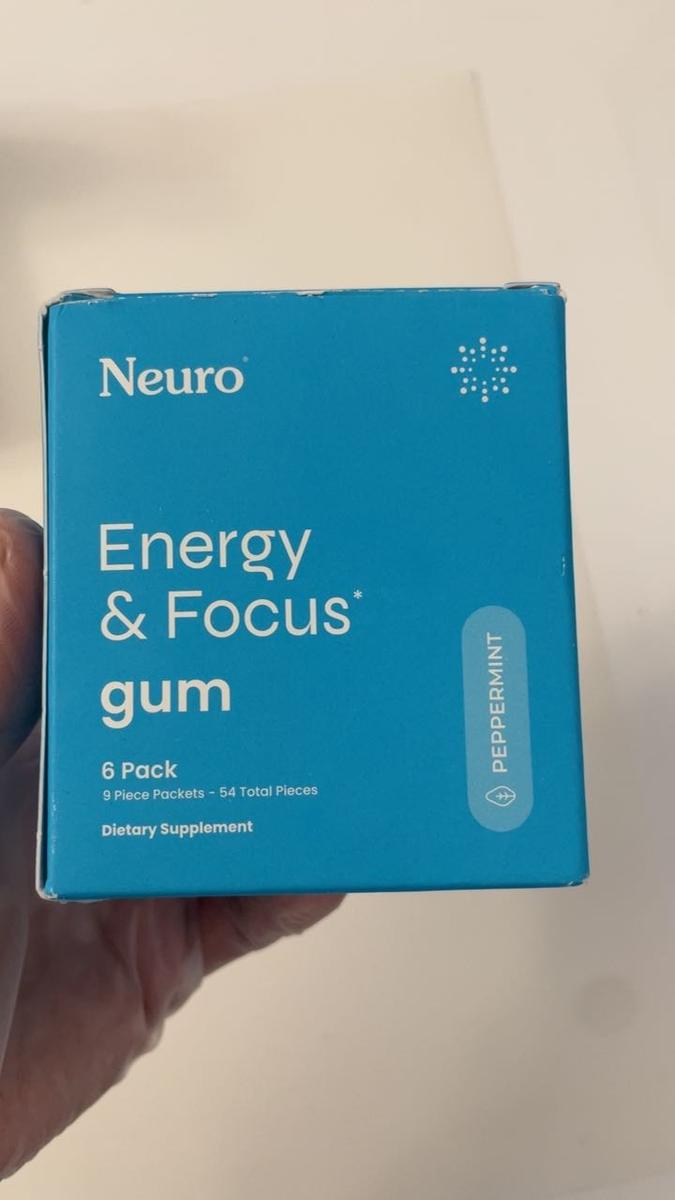 Neuro®
Energy
& Focus*
gum
6 Pack
9 Piece Packets - 54 Total Pieces
Dietary Supplement
PEPPERMINT